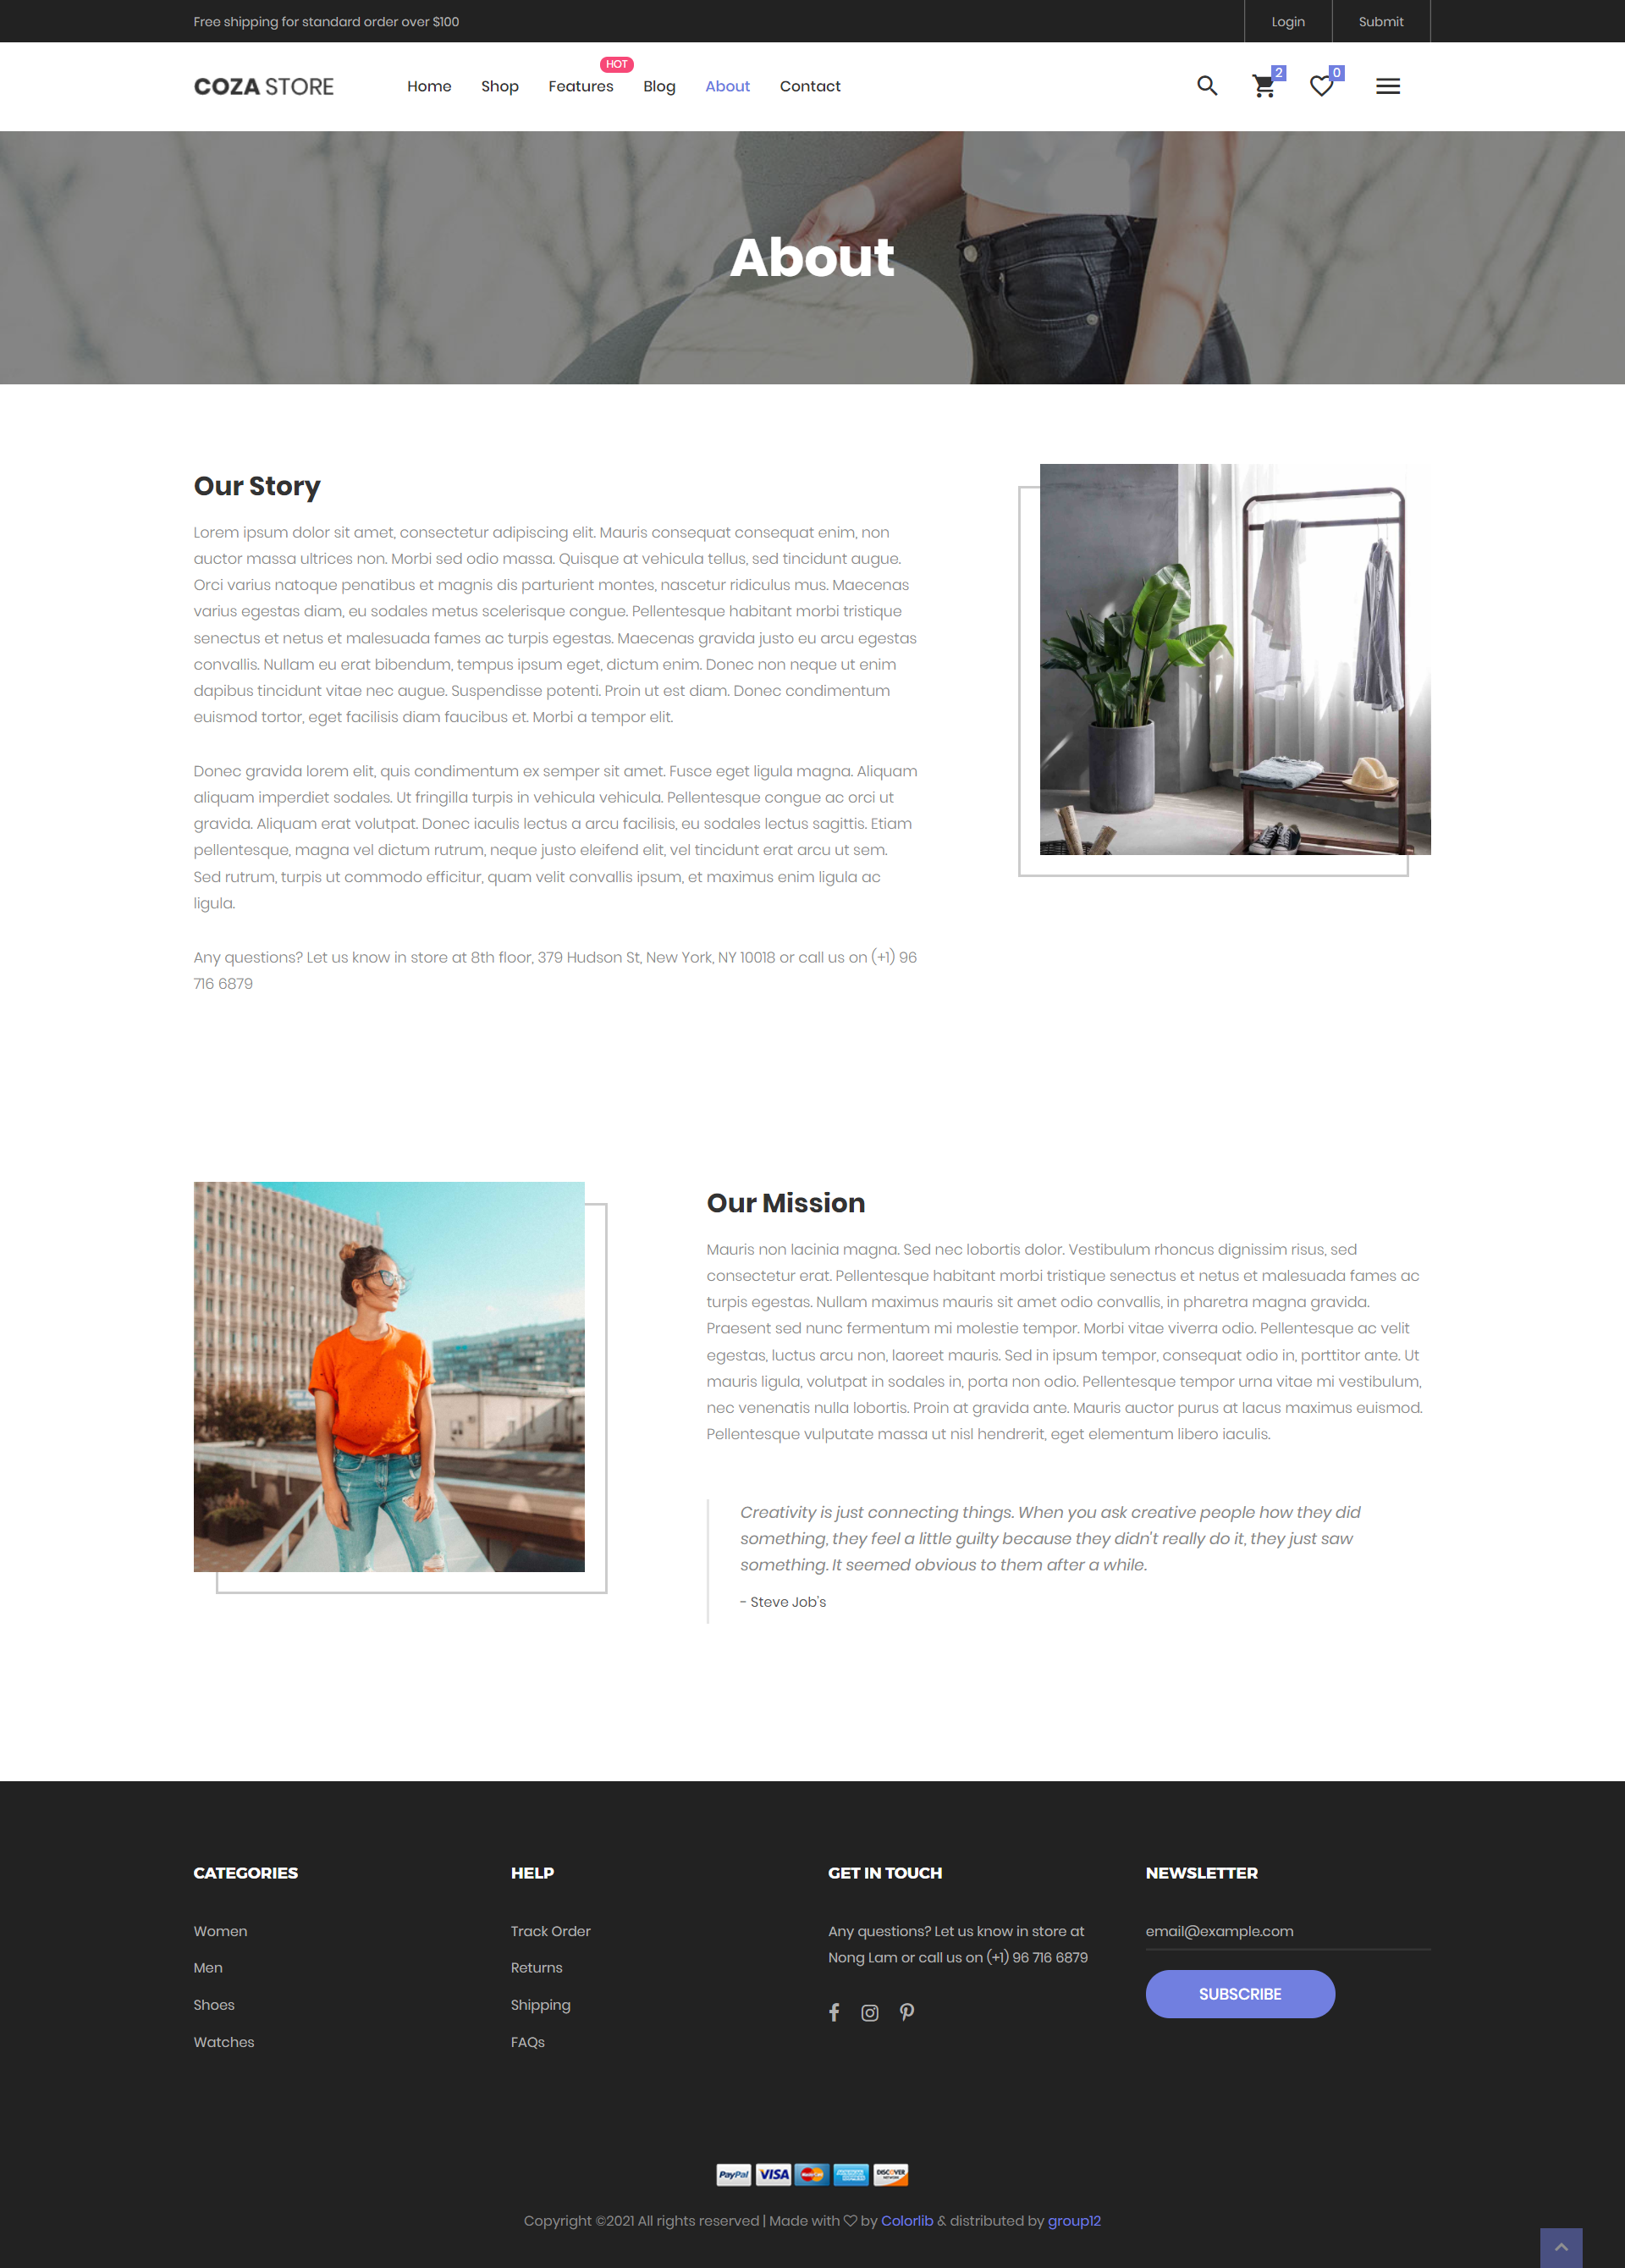 Free shipping for standard order over $100
Login
Submit
COZA STORE
Home
Shop
Features
HOT
Blog
About
Contact
2
0
About
Our Story
Lorem ipsum dolor sit amet, consectetur adipiscing elit. Mauris consequat consequat enim, non
auctor massa ultrices non. Morbi sed odio massa. Quisque at vehicula tellus, sed tincidunt augue.
Orci varius natoque penatibus et magnis dis parturient montes, nascetur ridiculus mus. Maecenas
varius egestas diam, eu sodales metus scelerisque congue. Pellentesque habitant morbi tristique
senectus et netus et malesuada fames ac turpis egestas. Maecenas gravida justo eu arcu egestas
convallis. Nullam eu erat bibendum, tempus ipsum eget, dictum enim. Donec non neque ut enim
dapibus tincidunt vitae nec augue. Suspendisse potenti. Proin ut est diam. Donec condimentum
euismod tortor, eget facilisis diam faucibus et. Morbi a tempor elit.
Donec gravida lorem elit, quis condimentum ex semper sit amet. Fusce eget ligula magna. Aliquam
aliquam imperdiet sodales. Ut fringilla turpis in vehicula vehicula. Pellentesque congue ac orci ut
gravida. Aliquam erat volutpat. Donec iaculis lectus a arcu facilisis, eu sodales lectus sagittis. Etiam
pellentesque, magna vel dictum rutrum, neque justo eleifend elit, vel tincidunt erat arcu ut sem.
Sed rutrum, turpis ut commodo efficitur, quam velit convallis ipsum, et maximus enim ligula ac
ligula.
Any questions? Let us know in store at 8th floor, 379 Hudson St, New York, NY 10018 or call us on (+1) 96
716 6879
Our Mission
Mauris non lacinia magna. Sed nec lobortis dolor. Vestibulum rhoncus dignissim risus, sed
consectetur erat. Pellentesque habitant morbi tristique senectus et netus et malesuada fames ac
turpis egestas. Nullam maximus mauris sit amet odio convallis, in pharetra magna gravida.
Praesent sed nunc fermentum mi molestie tempor. Morbi vitae viverra odio. Pellentesque ac velit
egestas, luctus arcu non, laoreet mauris. Sed in ipsum tempor, consequat odio in, porttitor ante. Ut
mauris ligula, volutpat in sodales in, porta non odio. Pellentesque tempor urna vitae mi vestibulum,
nec venenatis nulla lobortis. Proin at gravida ante. Mauris auctor purus at lacus maximus euismod.
Pellentesque vulputate massa ut nisl hendrerit, eget elementum libero iaculis.
Creativity is just connecting things. When you ask creative people how they did
something, they feel a little guilty because they didn't really do it, they just saw
something. It seemed obvious to them after a while.
- Steve Job's
CATEGORIES
Women
Men
Shoes
Watches
HELP
Track Order
Returns
Shipping
FAQs
GET IN TOUCH
Any questions? Let us know in store at
Nong Lam or call us on (+1) 96 716 6879
NEWSLETTER
email@example.com
SUBSCRIBE
PayPal
VISA
MasterCard
DISCOVER
Copyright ©2021 All rights reserved | Made with ♡ by Colorlib & distributed by group12